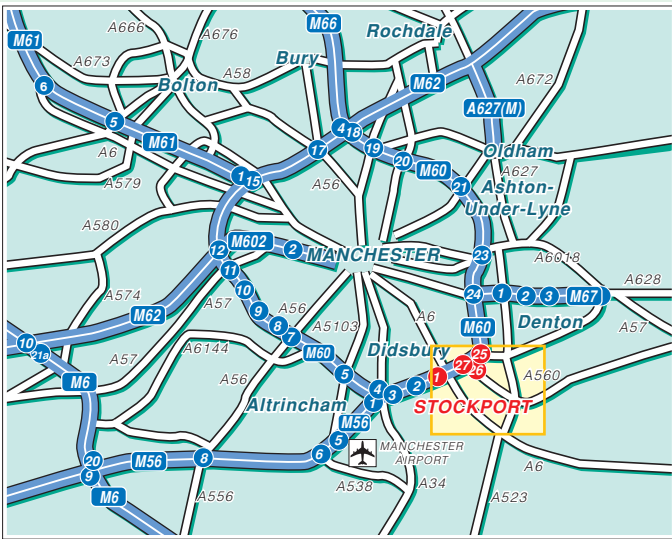 A666
A676
M66
Rochdale
M61
A673
A58
Bury
M62
A672
6
Bolton
A627(M)
5
M61
4
18
A6
17
19
20
M60
Oldham
A579
1
15
A56
A627
21
Ashton-
Under-Lyne
A580
12
M602
2
MANCHESTER
23
A6018
11
A628
A574
10
A57
24
1
2
3
M67
M62
9
A56
A6
8
A5103
M60
Denton
A57
10
21a
A6144
7
M60
Didsbury
25
A57
27
26
M6
A56
5
4
1
A560
3
2
Altrincham
1
STOCKPORT
M56
5
MANCHESTER
AIRPORT
20
M56
8
6
9
A6
M6
A556
A538
A34
A523